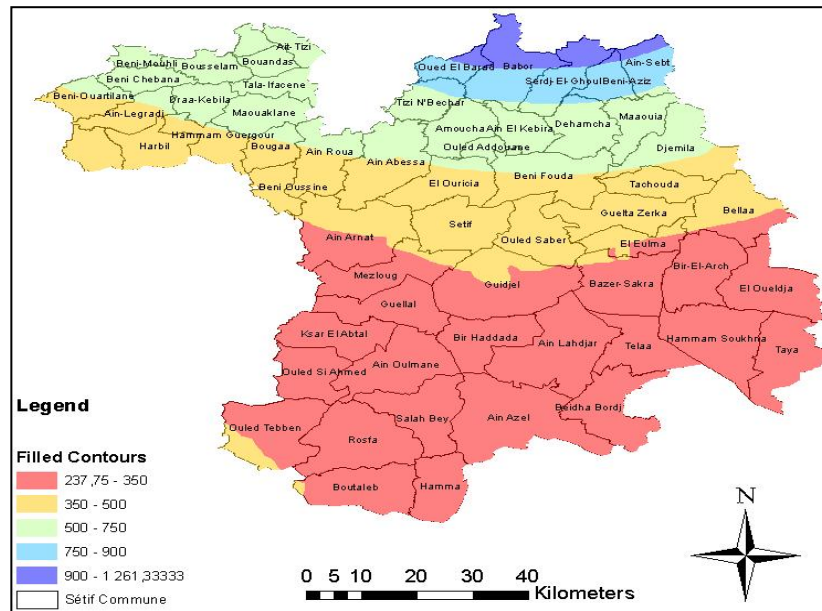 Ait-Tizi
Beni-Mouhli
Bousselam
Bouandas
Beni Chebana
Tala-Ifacene
Beni-Ouartilane
Draa-Kebila
Maouaklane
Ain-Legradj
Hammam Guergour
Harbil
Bougaa
Ain Roua
Beni Oussine
Oued El Barad
Babor
Ain-Sebt
Serdj-El-Ghoul
Beni-Aziz
Tizi N'Bechar
Amoucha
Ain El Kebira
Dehamcha
Maaouia
Ouled Addouane
Djemila
Ain Abessa
El Ouricia
Beni Fouda
Tachouda
Setif
Guelta Zerka
Bellaa
Ain Arnat
Ouled Saber
El Eulma
Mezloug
Guidjel
Bazer-Sakra
Bir-El-Arch
El Oueldja
Guellal
Ksar El Abtal
Bir Haddada
Ain Lahdjar
Telaa
Hammam Soukhna
Taya
Ouled Si Ahmed
Ain Oulmane
Ouled Tebben
Rosfa
Salah Bey
Ain Azel
Beidha Bordj
Boutaleb
Hamma
Legend
Filled Contours
237,75 - 350
350 - 500
500 - 750
750 - 900
900 - 1 261,33333
Sétif Commune
N
0 5 10 20 30 40
Kilometers